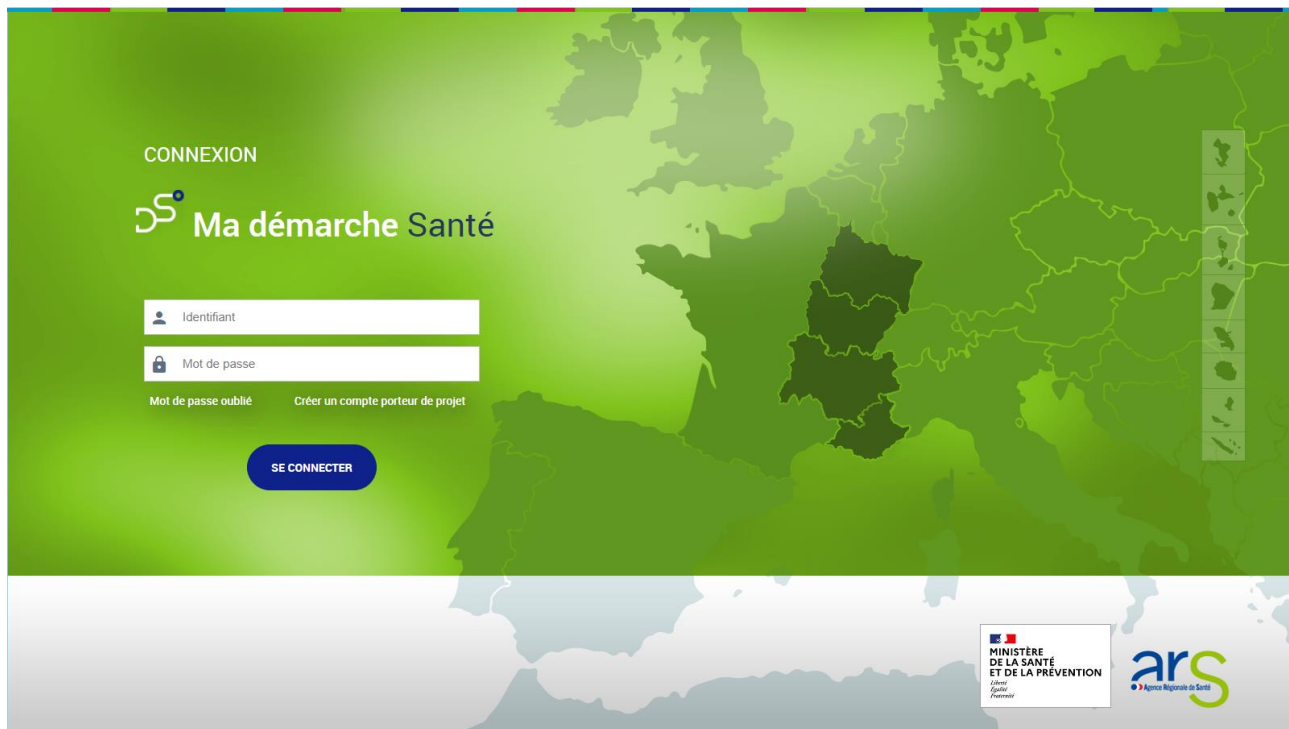 CONNEXION
Ma démarche Santé
Identifiant
Mot de passe
Mot de passe oublié
Créer un compte porteur de projet
SE CONNECTER
MINISTÈRE
DE LA SANTÉ
ET DE LA PRÉVENTION
Liberté
Égalité
Fraternité
ars
Agence Régionale de Santé